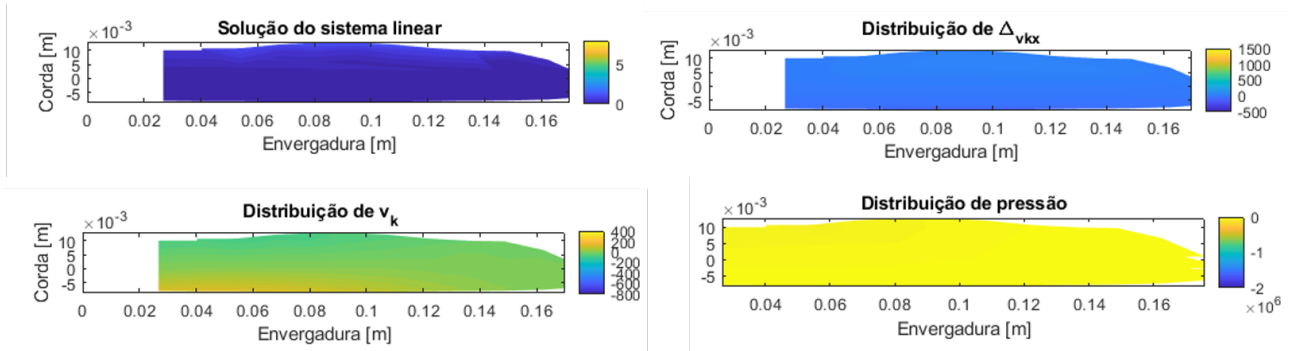 Solução do sistema linear
×10⁻³
Corda [m]
10
5
0
-5
0 0.02 0.04 0.06 0.08 0.1 0.12 0.14 0.16
Envergadura [m]
5
0
Distribuição de Δvkx
×10⁻³
Corda [m]
10
5
0
-5
0 0.02 0.04 0.06 0.08 0.1 0.12 0.14 0.16
Envergadura [m]
1500
1000
500
0
-500
Distribuição de vk
×10⁻³
Corda [m]
10
5
0
-5
0 0.02 0.04 0.06 0.08 0.1 0.12 0.14 0.16
Envergadura [m]
400
200
0
-200
-400
-600
-800
Distribuição de pressão
×10⁻³
Corda [m]
10
5
0
-5
0.04 0.06 0.08 0.1 0.12 0.14 0.16
Envergadura [m]
0
-1
-2
×10⁶